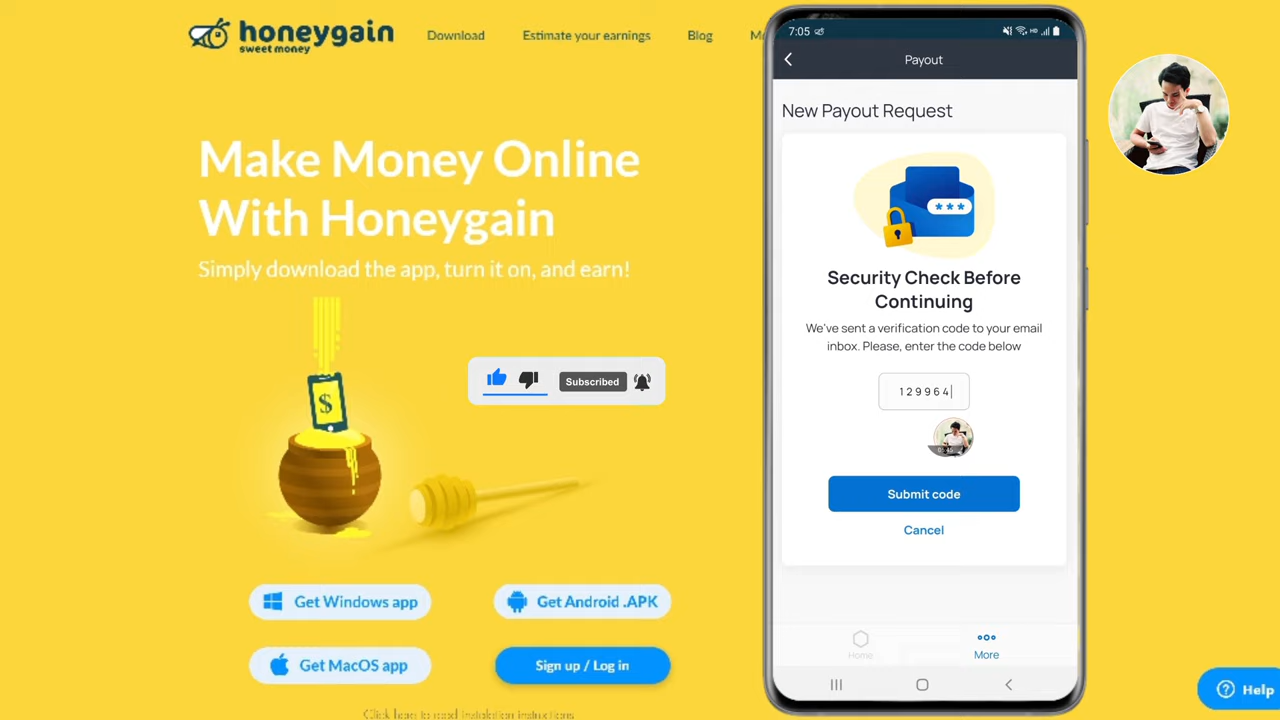 honeygain
sweet money
Download
Estimate your earnings
Blog
Make Money Online
With Honeygain
Simply download the app, turn it on, and earn!
$
Subscribed
Get Windows app
Get Android .APK
Get MacOS app
Sign up / Log in
7:05
HD
Payout
New Payout Request
***
Security Check Before
Continuing
We've sent a verification code to your email
inbox. Please, enter the code below
129964
Submit code
Cancel
Home
More
Help